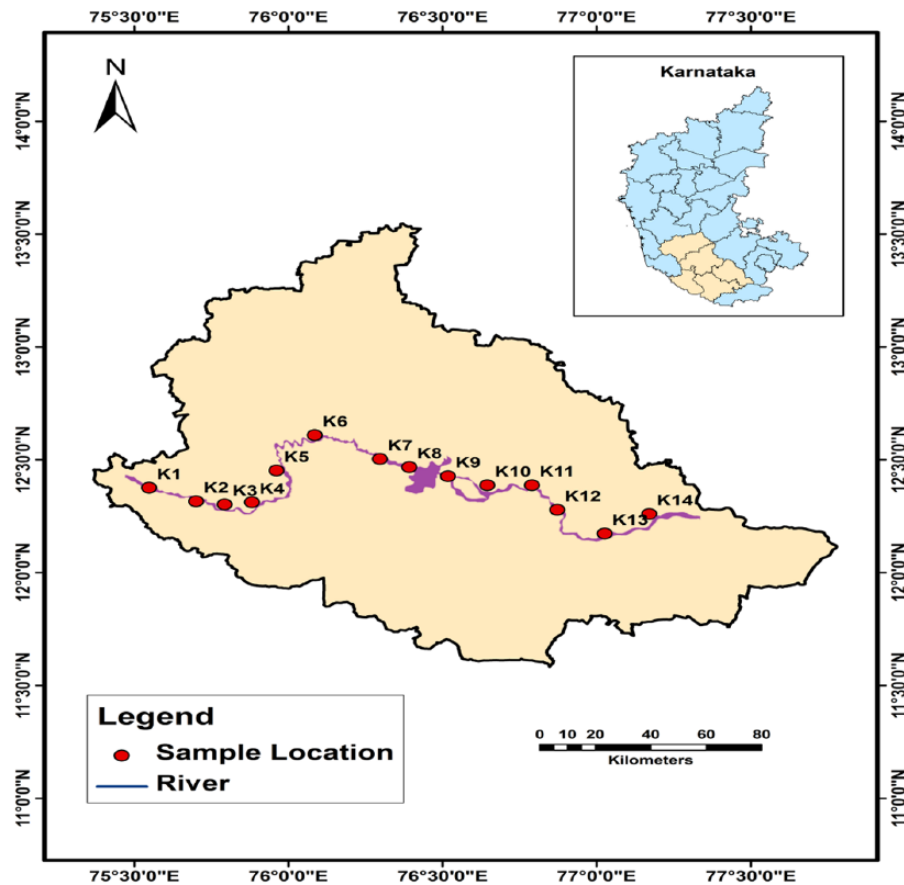 75°30'0"E 76°0'0"E 76°30'0"E 77°0'0"E 77°30'0"E
N
Karnataka
14°0'0"N 14°0'0"N
13°30'0"N 13°30'0"N
13°0'0"N 13°0'0"N
12°30'0"N 12°30'0"N
K6
K7
K8
K5
K9
K10
K11
K1
K2
K3
K4
K12
K14
K13
12°0'0"N 12°0'0"N
11°30'0"N 11°30'0"N
Legend
Sample Location
River
0 10 20 40 60 80
Kilometers
11°0'0"N 11°0'0"N
75°30'0"E 76°0'0"E 76°30'0"E 77°0'0"E 77°30'0"E